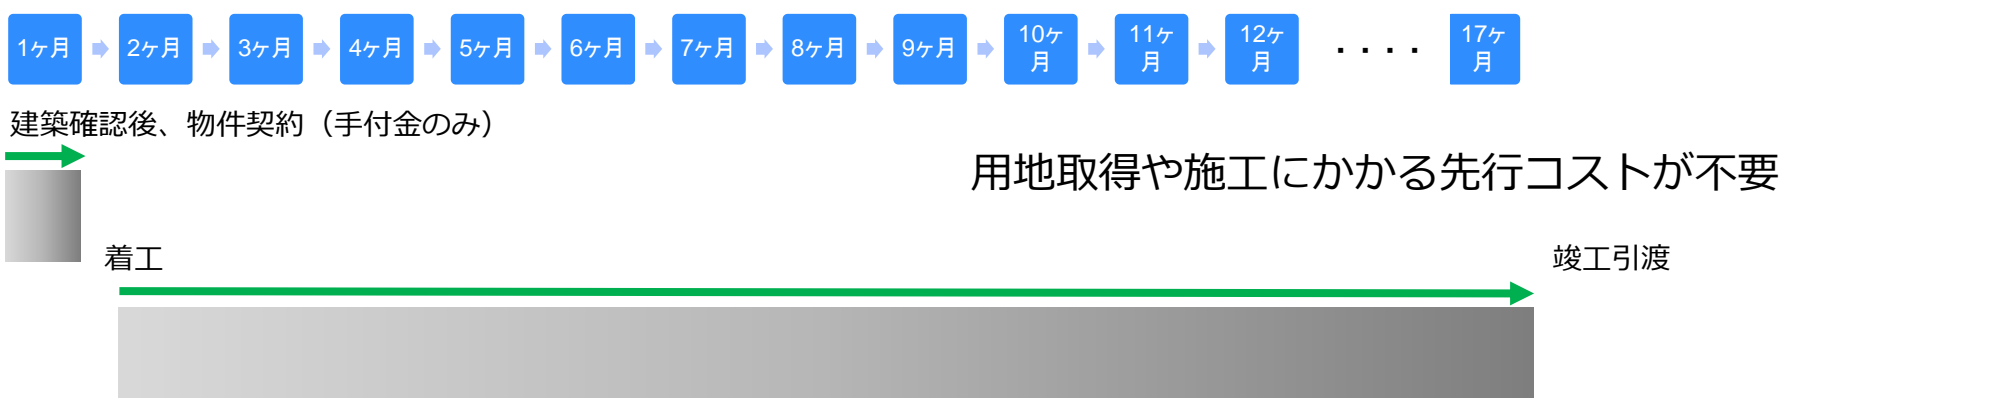 1ヶ月 2ヶ月 3ヶ月 4ヶ月 5ヶ月 6ヶ月 7ヶ月 8ヶ月 9ヶ月 10ヶ月 11ヶ月 12ヶ月 ・・・・ 17ヶ月
建築確認後、物件契約（手付金のみ）
用地取得や施工にかかる先行コストが不要
着工
竣工引渡